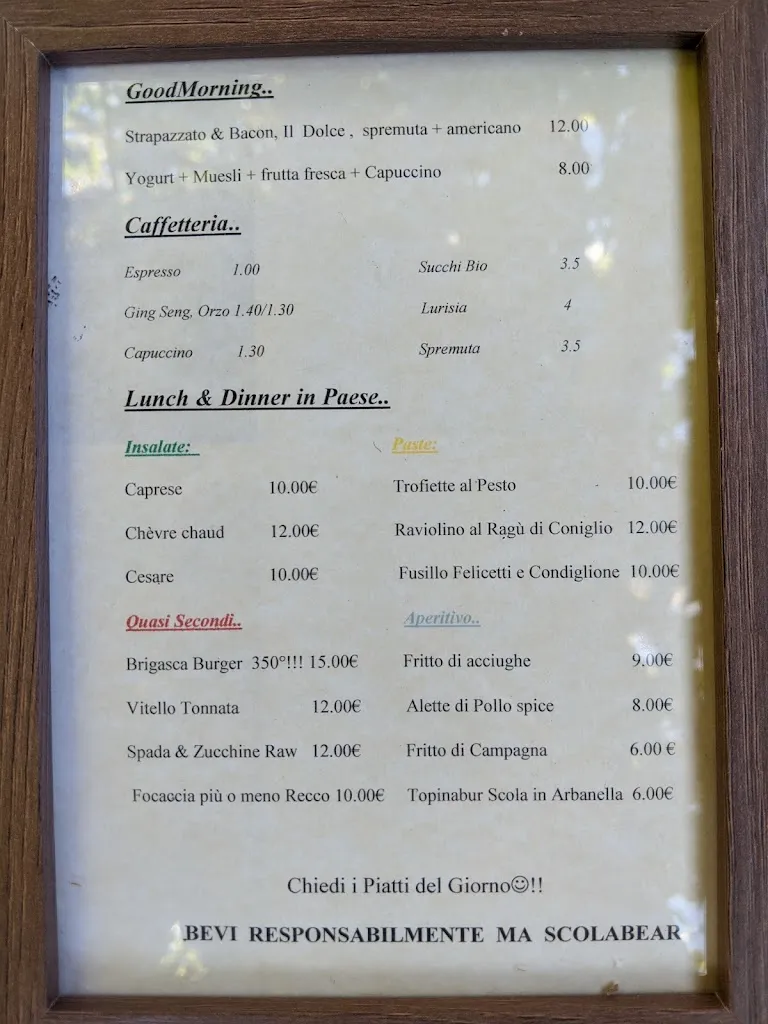 GoodMorning..
Strapazzato & Bacon, Il Dolce , spremuta + americano 12.00
Yogurt + Muesli + frutta fresca + Capuccino 8.00
Caffetteria..
Espresso 1.00 Succhi Bio 3.5
Ging Seng, Orzo 1.40/1.30 Lurisia 4
Capuccino 1.30 Spremuta 3.5
Lunch & Dinner in Paese..
Insalate: Paste:
Caprese 10.00€ Trofiette al Pesto 10.00€
Chèvre chaud 12.00€ Raviolino al Ragù di Coniglio 12.00€
Cesare 10.00€ Fusillo Felicetti e Condiglione 10.00€
Quasi Secondi.. Aperitivo..
Brigasca Burger 350°!!! 15.00€ Fritto di acciughe 9.00€
Vitello Tonnata 12.00€ Alette di Pollo spice 8.00€
Spada & Zucchine Raw 12.00€ Fritto di Campagna 6.00 €
Focaccia più o meno Recco 10.00€ Topinabur Scola in Arbanella 6.00€
Chiedi i Piatti del Giorno☺!!
BEVI RESPONSABILMENTE MA SCOLABEAR